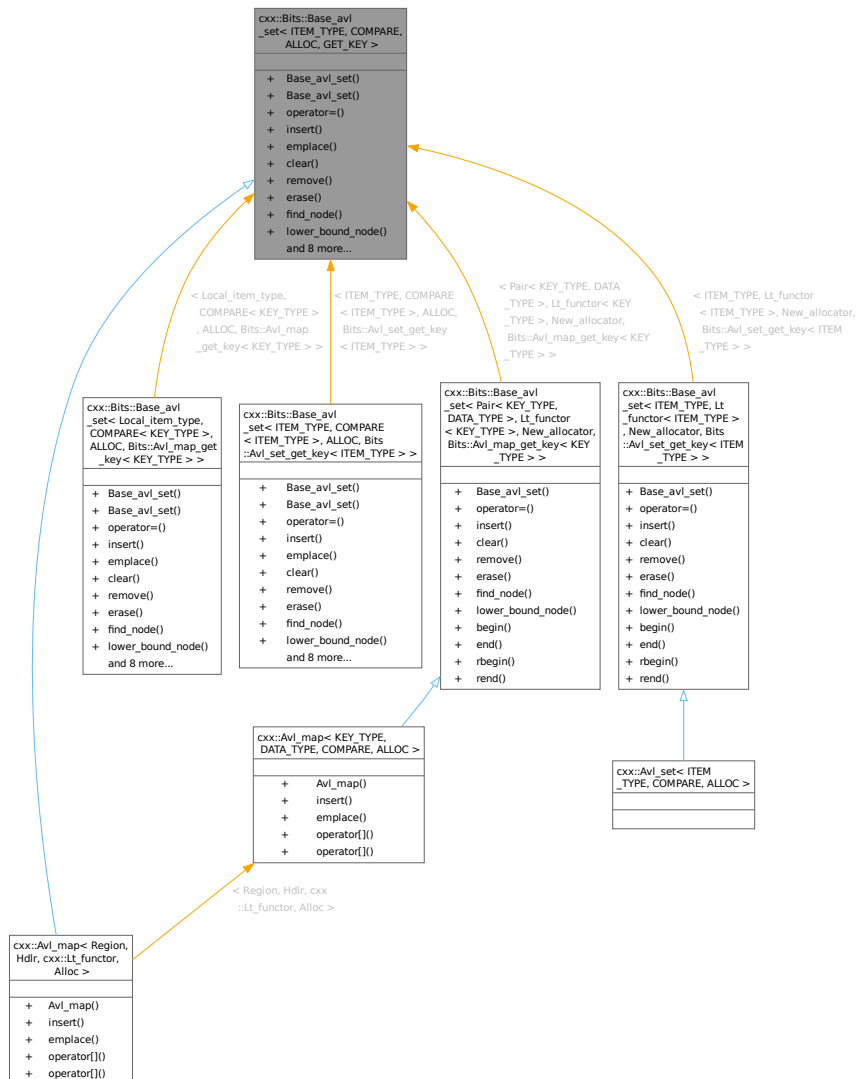 cxx::Bits::Base_avl
_set< ITEM_TYPE, COMPARE,
ALLOC, GET_KEY >
+ Base_avl_set()
+ Base_avl_set()
+ operator=()
+ insert()
+ emplace()
+ clear()
+ remove()
+ erase()
+ find_node()
+ lower_bound_node()
and 8 more...
< Local_item_type,
COMPARE< KEY_TYPE >
, ALLOC, Bits::Avl_map
_get_key< KEY_TYPE > >
< ITEM_TYPE, COMPARE
< ITEM_TYPE >, ALLOC,
Bits::Avl_set_get_key
< ITEM_TYPE > >
< Pair< KEY_TYPE, DATA
_TYPE >, Lt_functor< KEY
_TYPE >, New_allocator,
Bits::Avl_map_get_key< KEY
_TYPE > >
< ITEM_TYPE, Lt_functor
< ITEM_TYPE >, New_allocator,
Bits::Avl_set_get_key< ITEM
_TYPE > >
cxx::Bits::Base_avl
_set< Local_item_type,
COMPARE< KEY_TYPE >,
ALLOC, Bits::Avl_map_get
_key< KEY_TYPE > >
+ Base_avl_set()
+ Base_avl_set()
+ operator=()
+ insert()
+ emplace()
+ clear()
+ remove()
+ erase()
+ find_node()
+ lower_bound_node()
and 8 more...
cxx::Bits::Base_avl
_set< ITEM_TYPE, COMPARE
< ITEM_TYPE >, ALLOC, Bits
::Avl_set_get_key< ITEM_TYPE > >
+ Base_avl_set()
+ Base_avl_set()
+ operator=()
+ insert()
+ emplace()
+ clear()
+ remove()
+ erase()
+ find_node()
+ lower_bound_node()
and 8 more...
cxx::Bits::Base_avl
_set< Pair< KEY_TYPE,
DATA_TYPE >, Lt_functor
< KEY_TYPE >, New_allocator,
Bits::Avl_map_get_key< KEY
_TYPE > >
+ Base_avl_set()
+ operator=()
+ insert()
+ clear()
+ remove()
+ erase()
+ find_node()
+ lower_bound_node()
+ begin()
+ end()
+ rbegin()
+ rend()
cxx::Bits::Base_avl
_set< ITEM_TYPE, Lt
_functor< ITEM_TYPE >
, New_allocator, Bits
::Avl_set_get_key< ITEM
_TYPE > >
+ Base_avl_set()
+ operator=()
+ insert()
+ clear()
+ remove()
+ erase()
+ find_node()
+ lower_bound_node()
+ begin()
+ end()
+ rbegin()
+ rend()
cxx::Avl_map< KEY_TYPE,
DATA_TYPE, COMPARE, ALLOC >
+ Avl_map()
+ insert()
+ emplace()
+ operator[]()
+ operator[]()
cxx::Avl_set< ITEM
_TYPE, COMPARE, ALLOC >
< Region, Hdlr, cxx
::Lt_functor, Alloc >
cxx::Avl_map< Region,
Hdlr, cxx::Lt_functor,
Alloc >
+ Avl_map()
+ insert()
+ emplace()
+ operator[]()
+ operator[]()